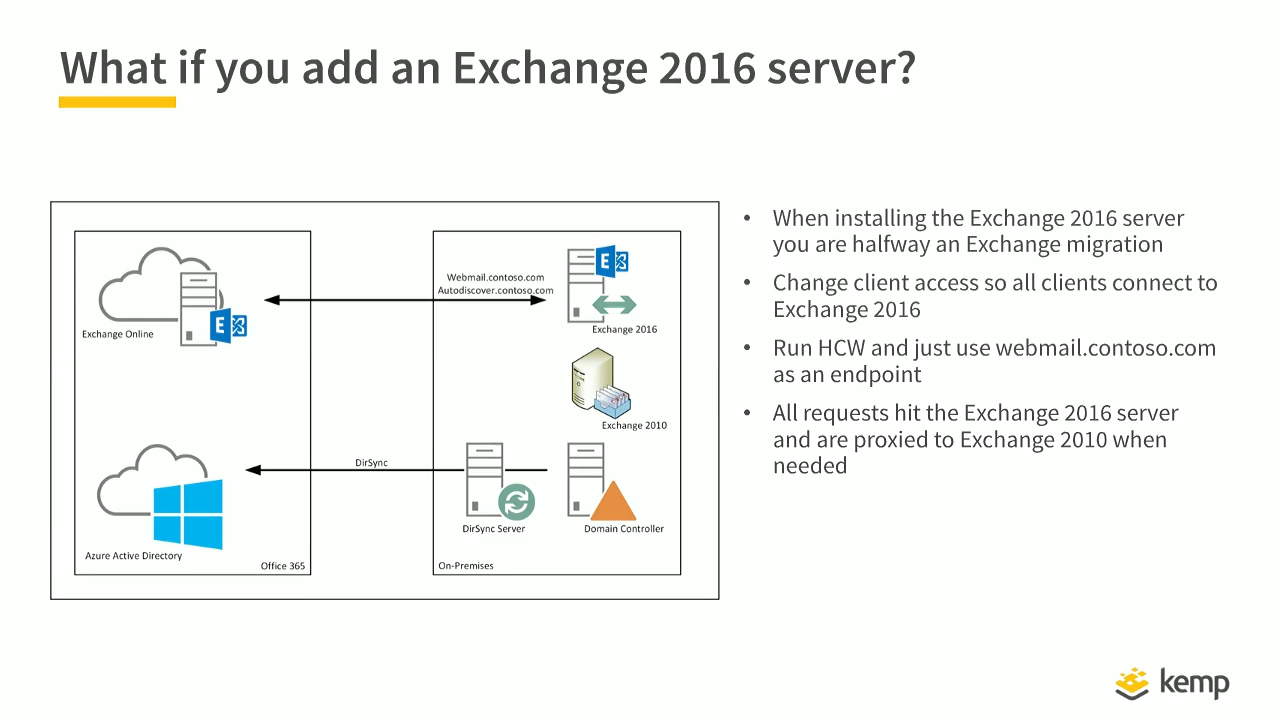 What if you add an Exchange 2016 server?
Webmail.contoso.com
Autodiscover.contoso.com
E
Exchange 2016
E
Exchange Online
Exchange 2010
DirSync
DirSync Server
Domain Controller
Azure Active Directory
Office 365
On-Premises
• When installing the Exchange 2016 server
you are halfway an Exchange migration
• Change client access so all clients connect to
Exchange 2016
• Run HCW and just use webmail.contoso.com
as an endpoint
• All requests hit the Exchange 2016 server
and are proxied to Exchange 2010 when
needed
kemp